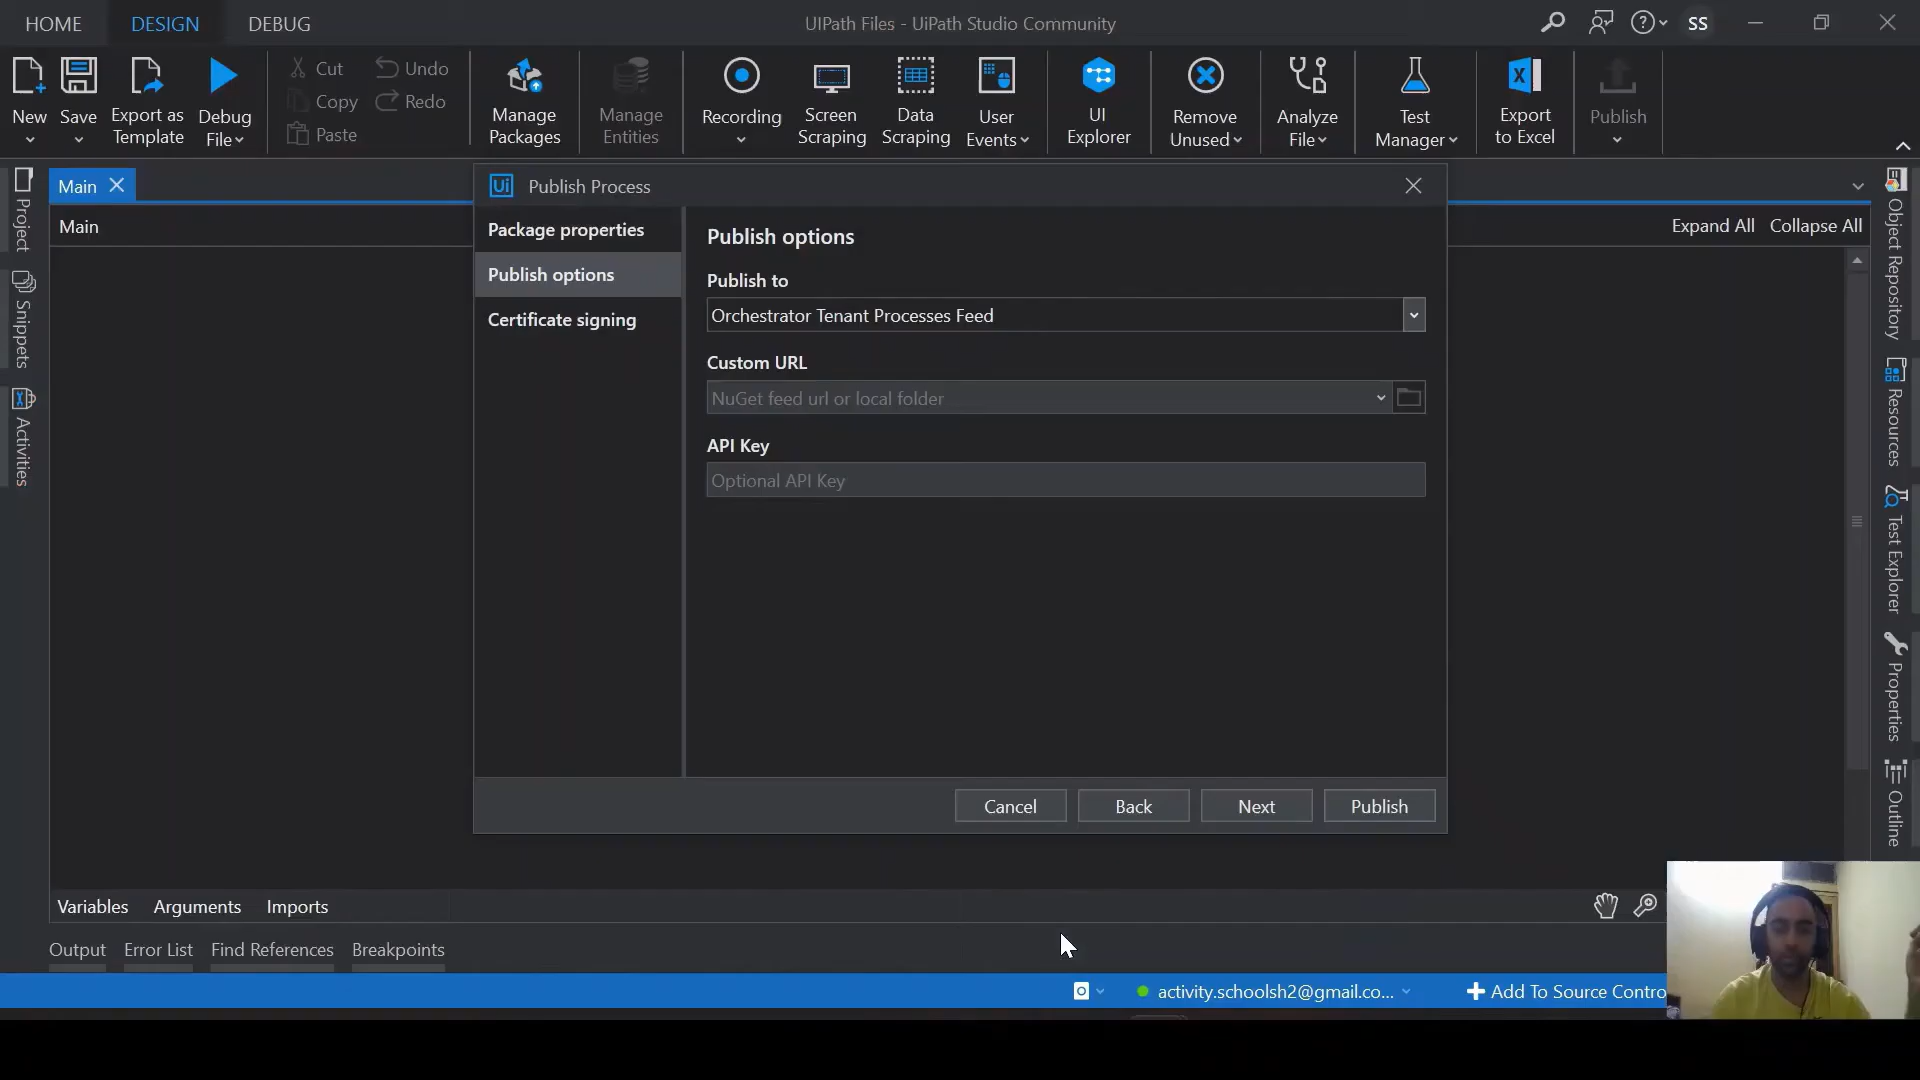 HOME DESIGN DEBUG UIPath Files - UiPath Studio Community SS
New Save Export as Template Debug File Cut Copy Paste Undo Redo Manage Packages Manage Entities Recording Screen Scraping Data Scraping User Events UI Explorer Remove Unused Analyze File Test Manager Export to Excel Publish
Main
Main
Expand All Collapse All
Project
Snippets
Activities
Ui Publish Process
Package properties
Publish options
Certificate signing
Publish options
Publish to
Orchestrator Tenant Processes Feed
Custom URL
NuGet feed url or local folder
API Key
Optional API Key
Cancel Back Next Publish
Object Repository
Resources
Test Explorer
Properties
Outline
Variables Arguments Imports
Output Error List Find References Breakpoints
activity.schoolsh2@gmail.co... Add To Source Contro